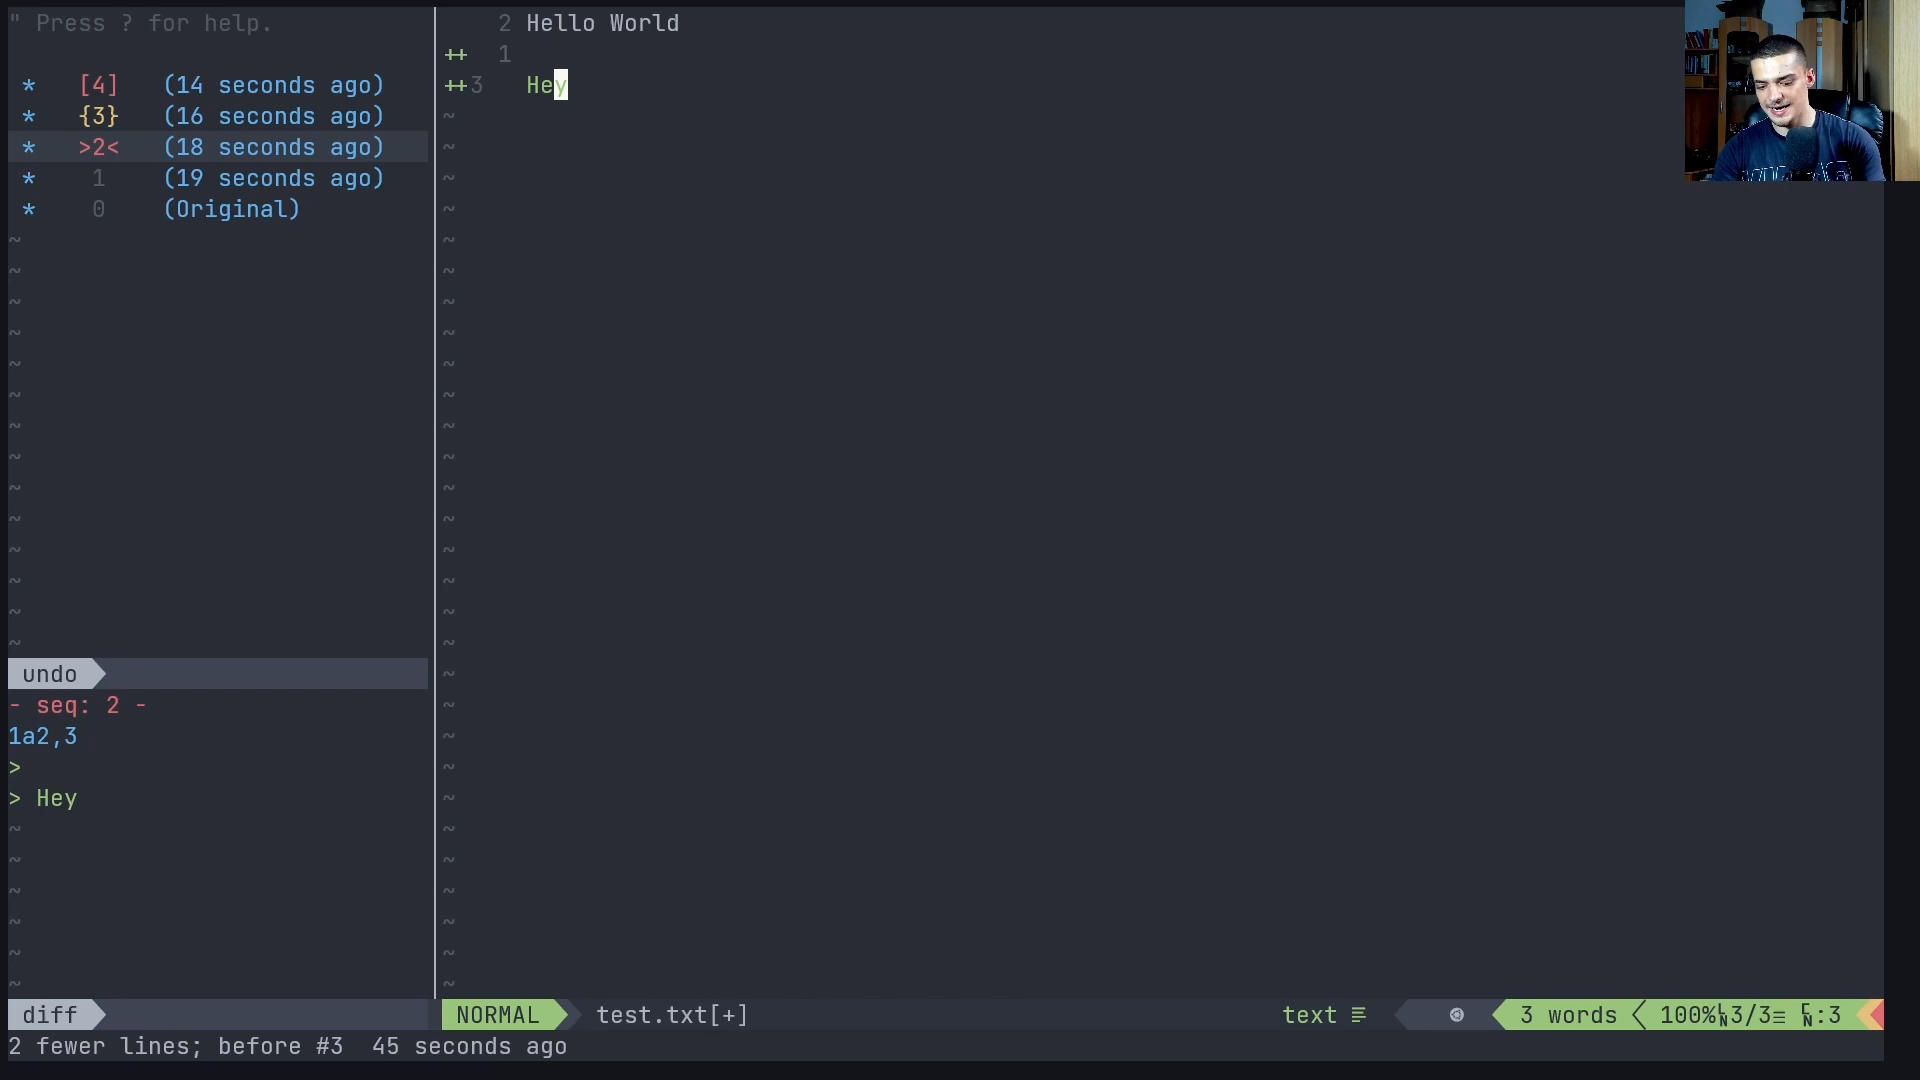 " Press ? for help.
* [4] (14 seconds ago)
* {3} (16 seconds ago)
* >2< (18 seconds ago)
* 1 (19 seconds ago)
* 0 (Original)
undo
- seq: 2 -
1a2,3
>
> Hey
diff
2 Hello World
++ 1
++3 Hey
NORMAL test.txt[+] text 3 words 100% LN 3/3 CN :3
2 fewer lines; before #3 45 seconds ago